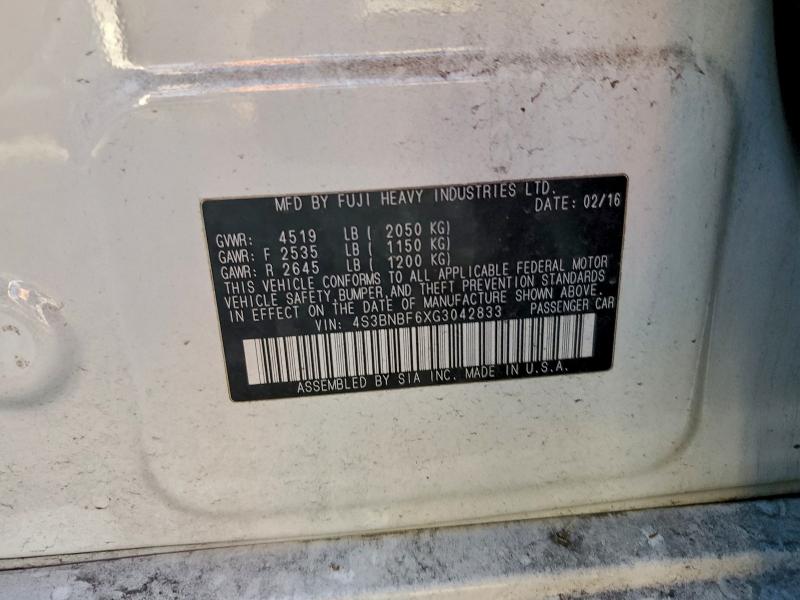 MFD BY FUJI HEAVY INDUSTRIES LTD.
DATE: 02/16
GVWR: 4519 LB ( 2050 KG)
GAWR: F 2535 LB ( 1150 KG)
GAWR: R 2645 LB ( 1200 KG)
THIS VEHICLE CONFORMS TO ALL APPLICABLE FEDERAL MOTOR
VEHICLE SAFETY,BUMPER,AND THEFT PREVENTION STANDARDS
IN EFFECT ON THE DATE OF MANUFACTURE SHOWN ABOVE.
VIN: 4S3BNBF6XG3042833 PASSENGER CAR
ASSEMBLED BY SIA INC. MADE IN U.S.A.